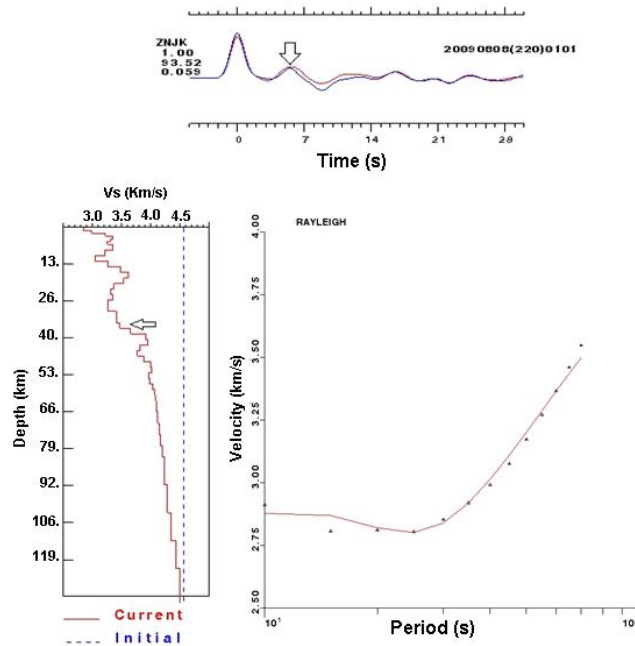 ZNJK
1.00
93.52
0.059
20090808(220)0101
0 7 14 21 28
Time (s)
Vs (Km/s)
3.0 3.5 4.0 4.5
13.
26.
40.
53.
66.
79.
92.
106.
119.
Depth (km)
Current
Initial
RAYLEIGH
4.00
3.75
3.50
3.25
3.00
2.75
2.50
Velocity (km/s)
10¹
Period (s)
10